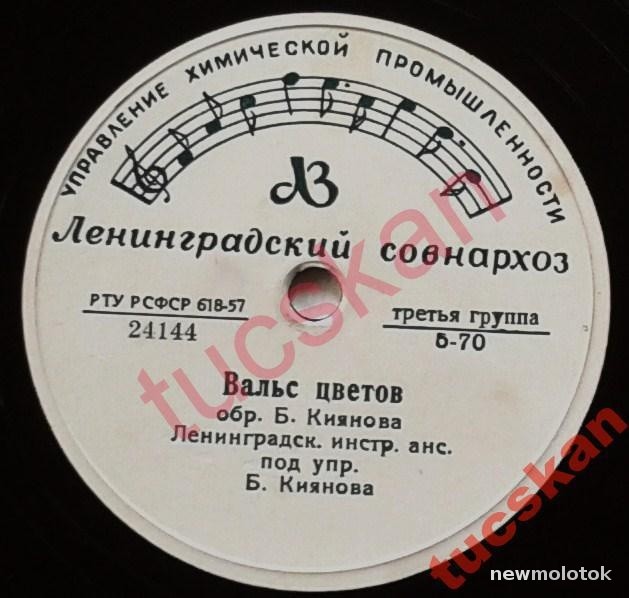 УПРАВЛЕНИЕ ХИМИЧЕСКОЙ ПРОМЫШЛЕННОСТИ
ЛЗ
Ленинградский совнархоз
РТУ РСФСР 618-57
24144
третья группа
6-70
Вальс цветов
обр. Б. Киянова
Ленинградск. инстр. анс.
под упр.
Б. Киянова
tucskan
tucskan
newmolotok